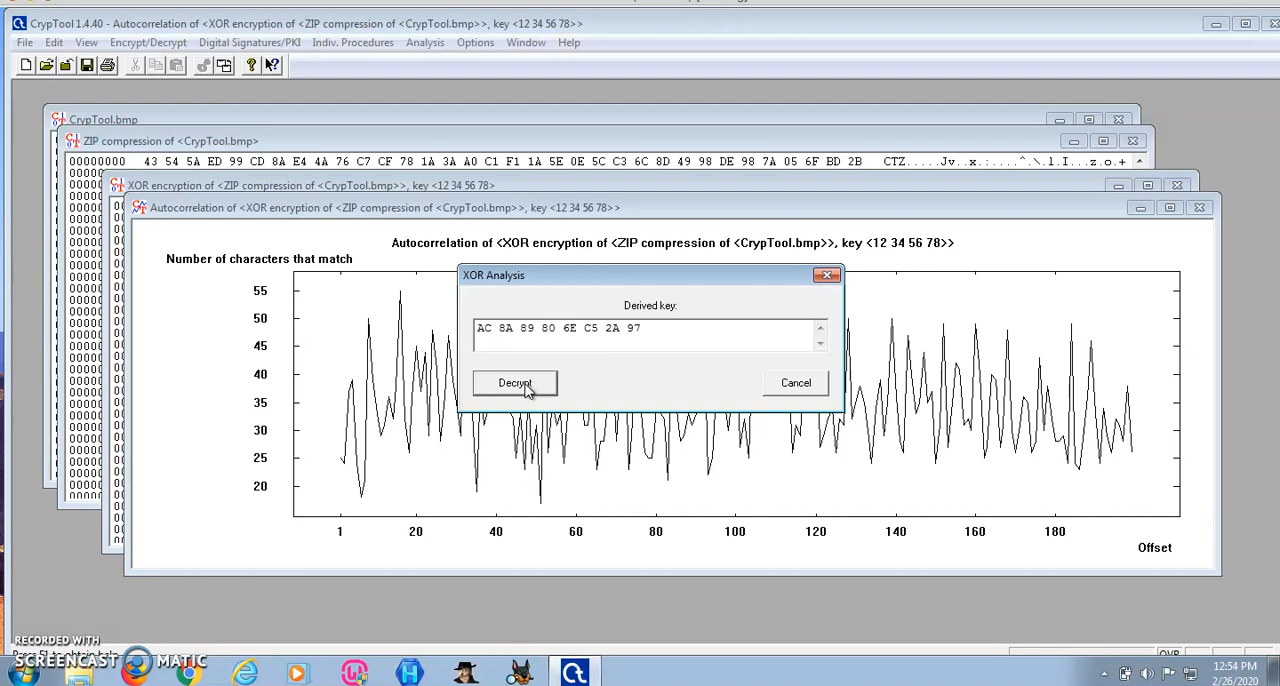 CrypTool 1.4.40 - Autocorrelation of <XOR encryption of <ZIP compression of <CrypTool.bmp>>, key <12 34 56 78>>
File Edit View Encrypt/Decrypt Digital Signatures/PKI Indiv. Procedures Analysis Options Window Help
CrypTool.bmp
ZIP compression of <CrypTool.bmp>
00000000 43 54 5A ED 99 CD 8A E4 4A 76 C7 CF 78 1A 3A A0 C1 F1 1A 5E 0E 5C C3 6C 8D 49 98 DE 98 7A 05 6F BD 2B CTZ.....Jv..x.:....^.\.l.I...z.o.+
XOR encryption of <ZIP compression of <CrypTool.bmp>>, key <12 34 56 78>
Autocorrelation of <XOR encryption of <ZIP compression of <CrypTool.bmp>>, key <12 34 56 78>>
Autocorrelation of <XOR encryption of <ZIP compression of <CrypTool.bmp>>, key <12 34 56 78>>
Number of characters that match
XOR Analysis
Derived key:
AC 8A 89 80 6E C5 2A 97
Decrypt
Cancel
55
50
45
40
35
30
25
20
1 20 40 60 80 100 120 140 160 180
Offset
RECORDED WITH
SCREENCAST MATIC
12:54 PM
2/26/2020